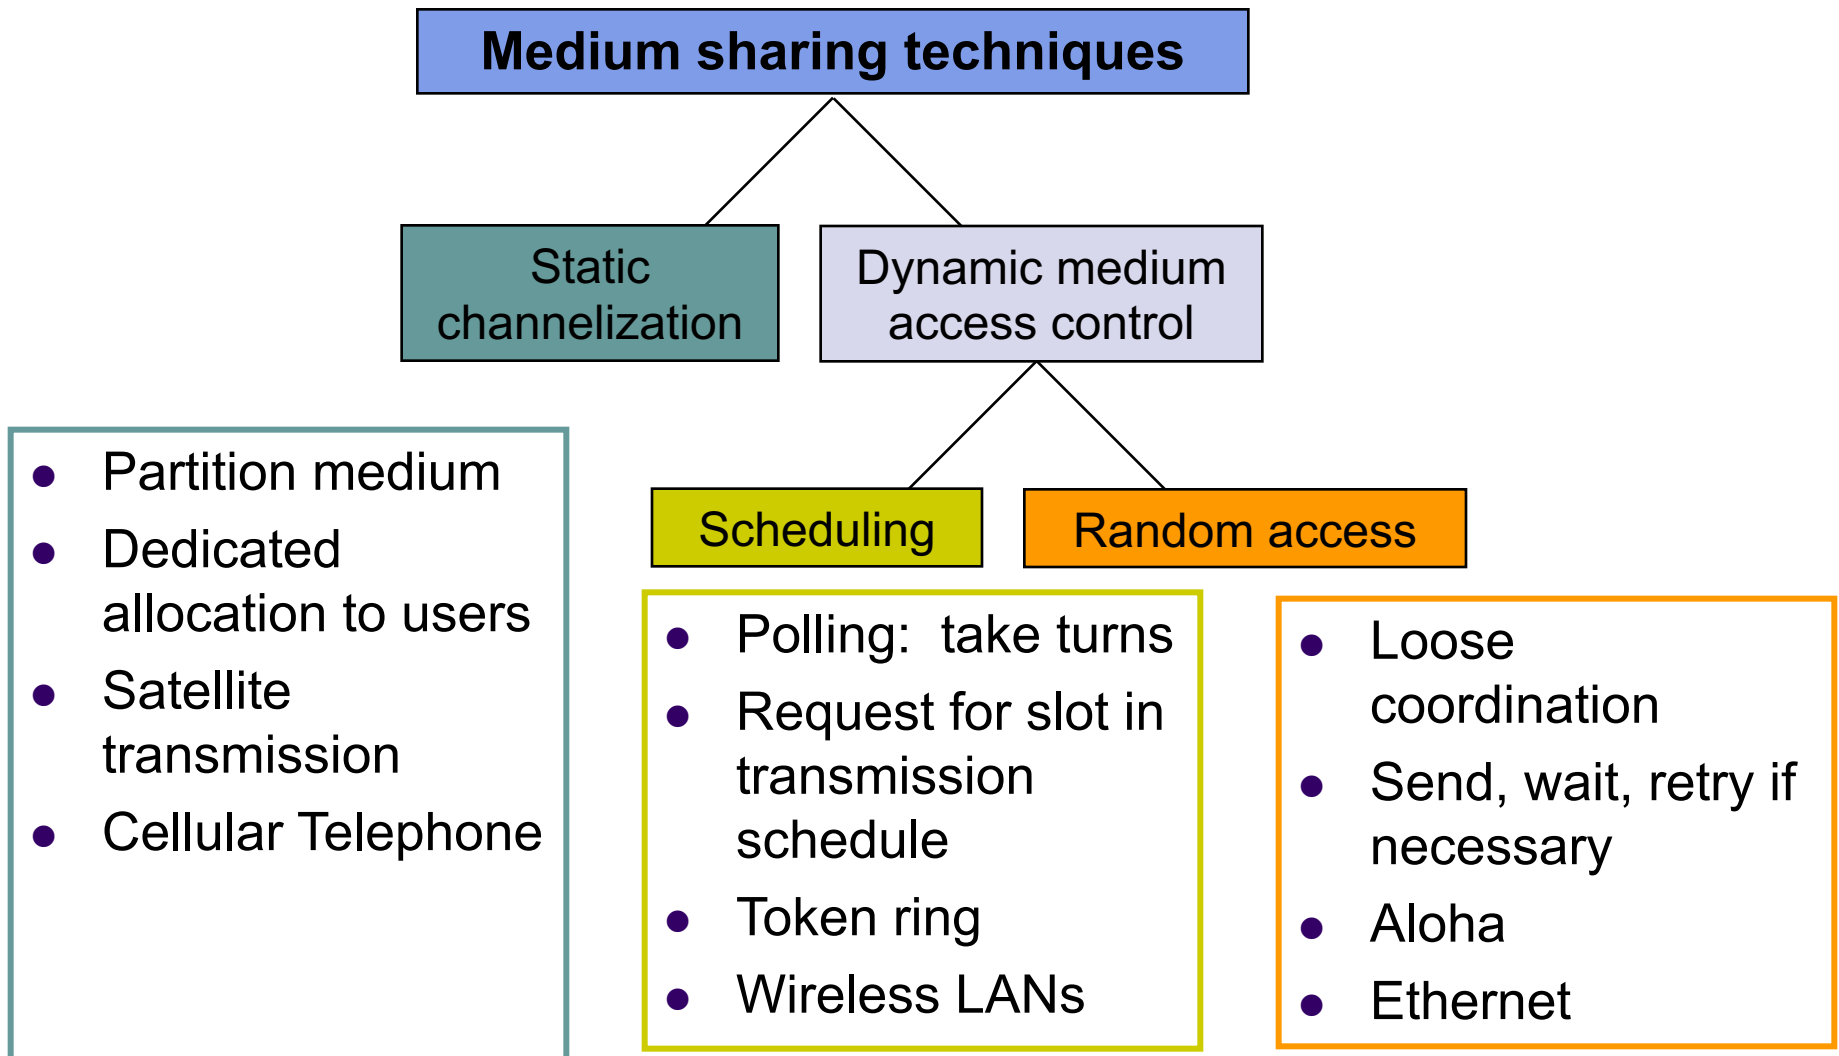 Medium sharing techniques
Static
channelization
Dynamic medium
access control
Scheduling
Random access
● Partition medium
● Dedicated
allocation to users
● Satellite
transmission
● Cellular Telephone
● Polling:  take turns
● Request for slot in
transmission
schedule
● Token ring
● Wireless LANs
● Loose
coordination
● Send, wait, retry if
necessary
● Aloha
● Ethernet